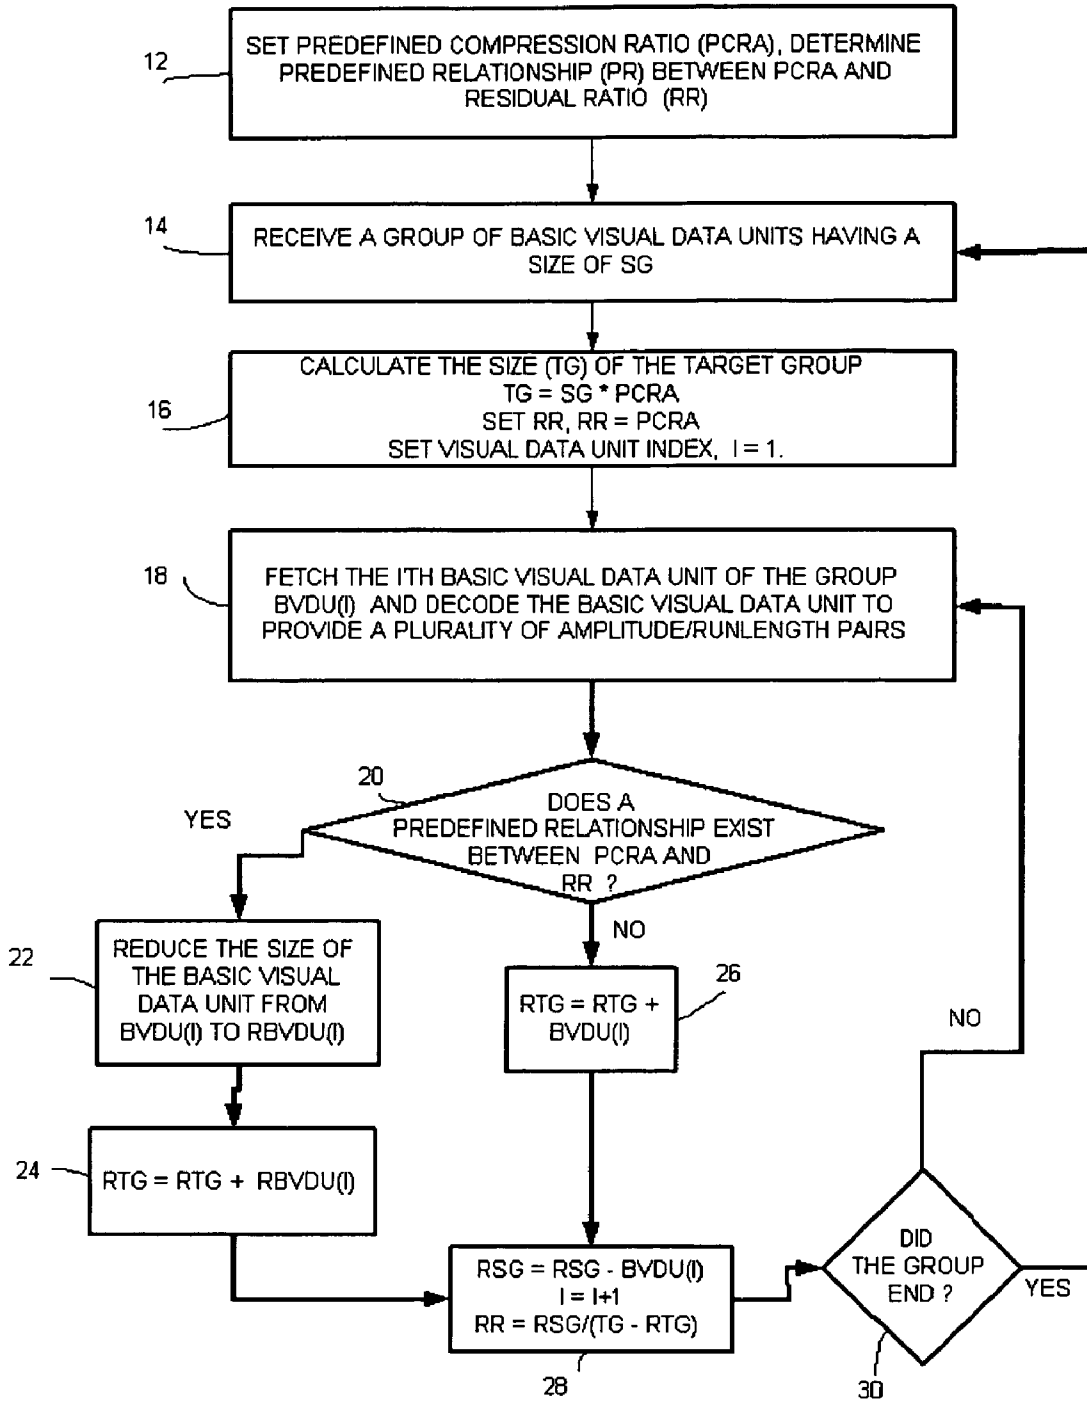 12
SET PREDEFINED COMPRESSION RATIO (PCRA), DETERMINE
PREDEFINED RELATIONSHIP (PR) BETWEEN PCRA AND
RESIDUAL RATIO (RR)
14
RECEIVE A GROUP OF BASIC VISUAL DATA UNITS HAVING A
SIZE OF SG
16
CALCULATE THE SIZE (TG) OF THE TARGET GROUP
TG = SG * PCRA
SET RR, RR = PCRA
SET VISUAL DATA UNIT INDEX, I = 1.
18
FETCH THE ITH BASIC VISUAL DATA UNIT OF THE GROUP
BVDU(I) AND DECODE THE BASIC VISUAL DATA UNIT TO
PROVIDE A PLURALITY OF AMPLITUDE/RUNLENGTH PAIRS
20
DOES A
PREDEFINED RELATIONSHIP EXIST
BETWEEN PCRA AND
RR ?
YES
NO
22
REDUCE THE SIZE OF
THE BASIC VISUAL
DATA UNIT FROM
BVDU(I) TO RBVDU(I)
26
RTG = RTG +
BVDU(I)
NO
24
RTG = RTG + RBVDU(I)
RSG = RSG - BVDU(I)
I = I+1
RR = RSG/(TG - RTG)
28
DID
THE GROUP
END ?
YES
30